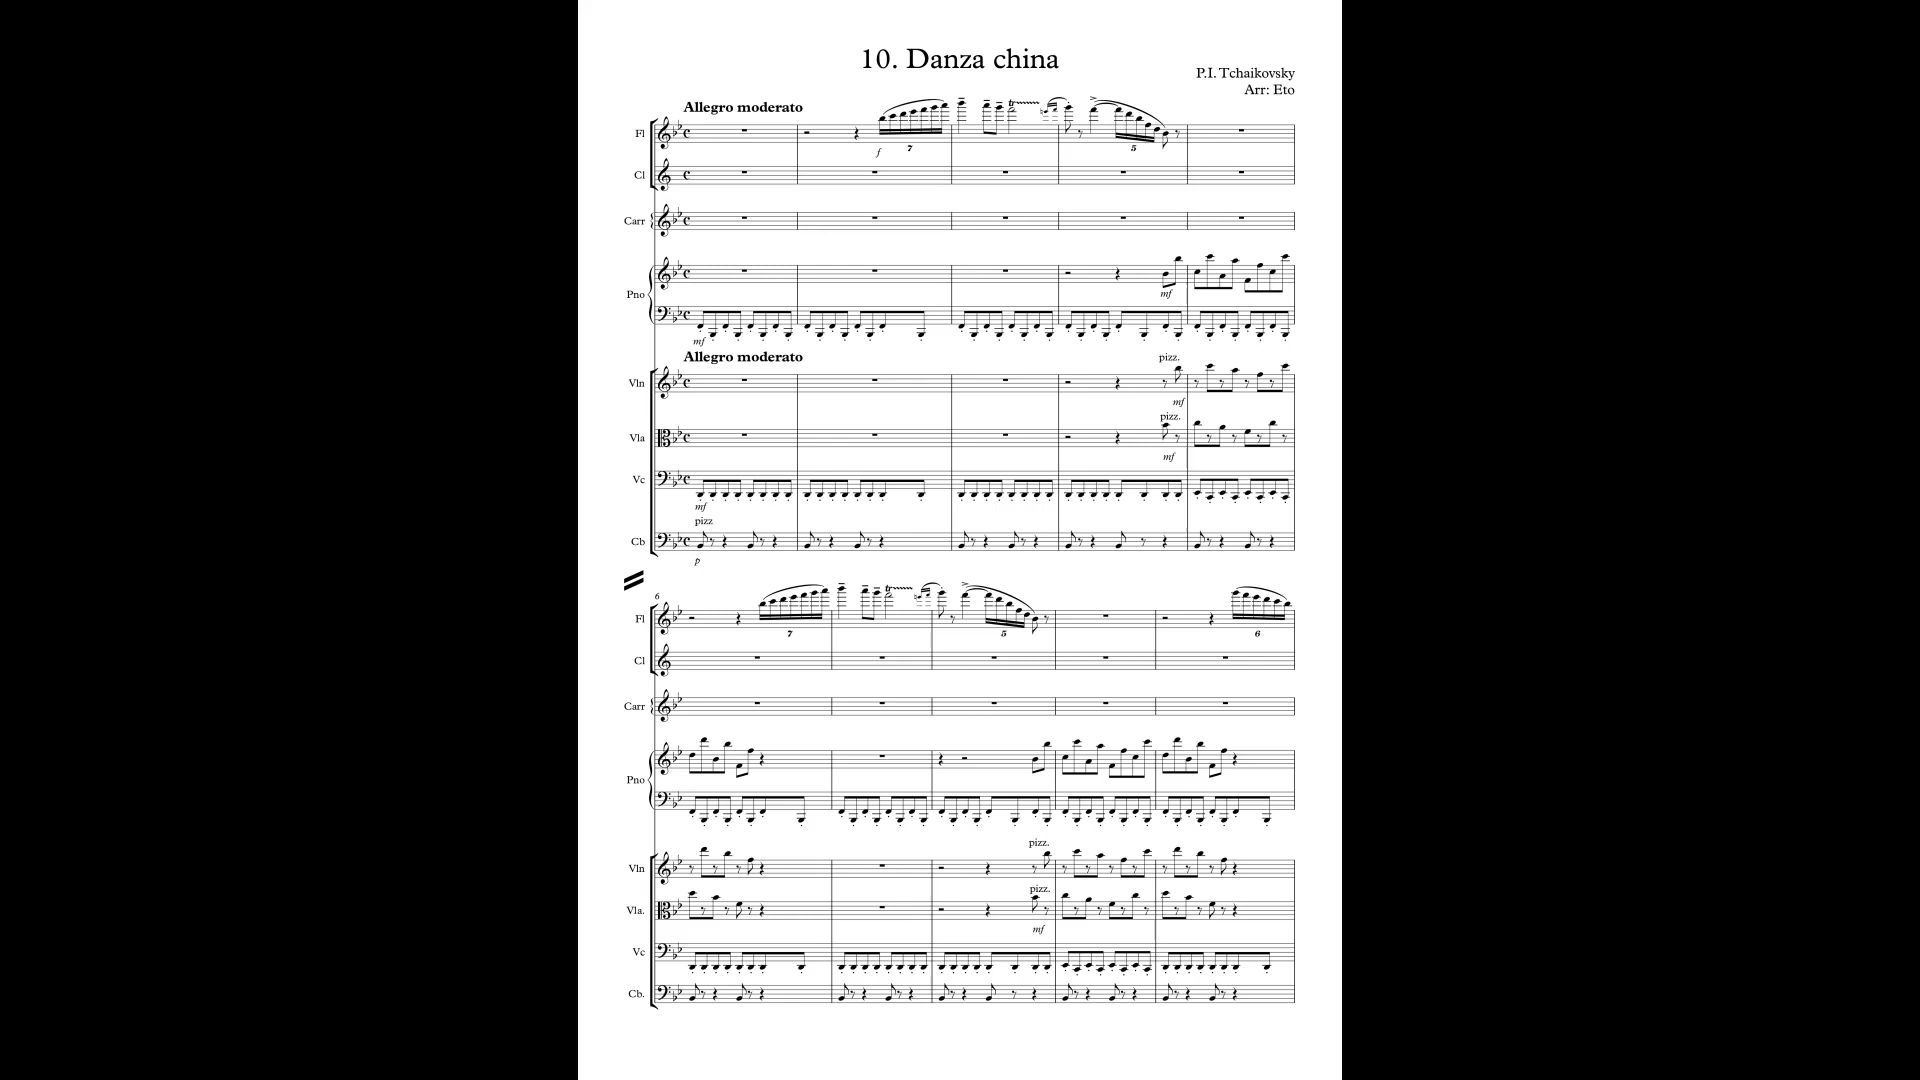 10. Danza china
P.I. Tchaikovsky
Arr: Eto
Allegro moderato
Fl
f
7
5
Cl
Carr
Pno
mf
mf
Allegro moderato
pizz.
Vln
mf
pizz.
Vla
mf
Vc
mf
pizz
Cb
p
6
Fl
7
5
6
Cl
Carr
Pno
pizz.
Vln
pizz.
Vla.
mf
Vc
Cb.